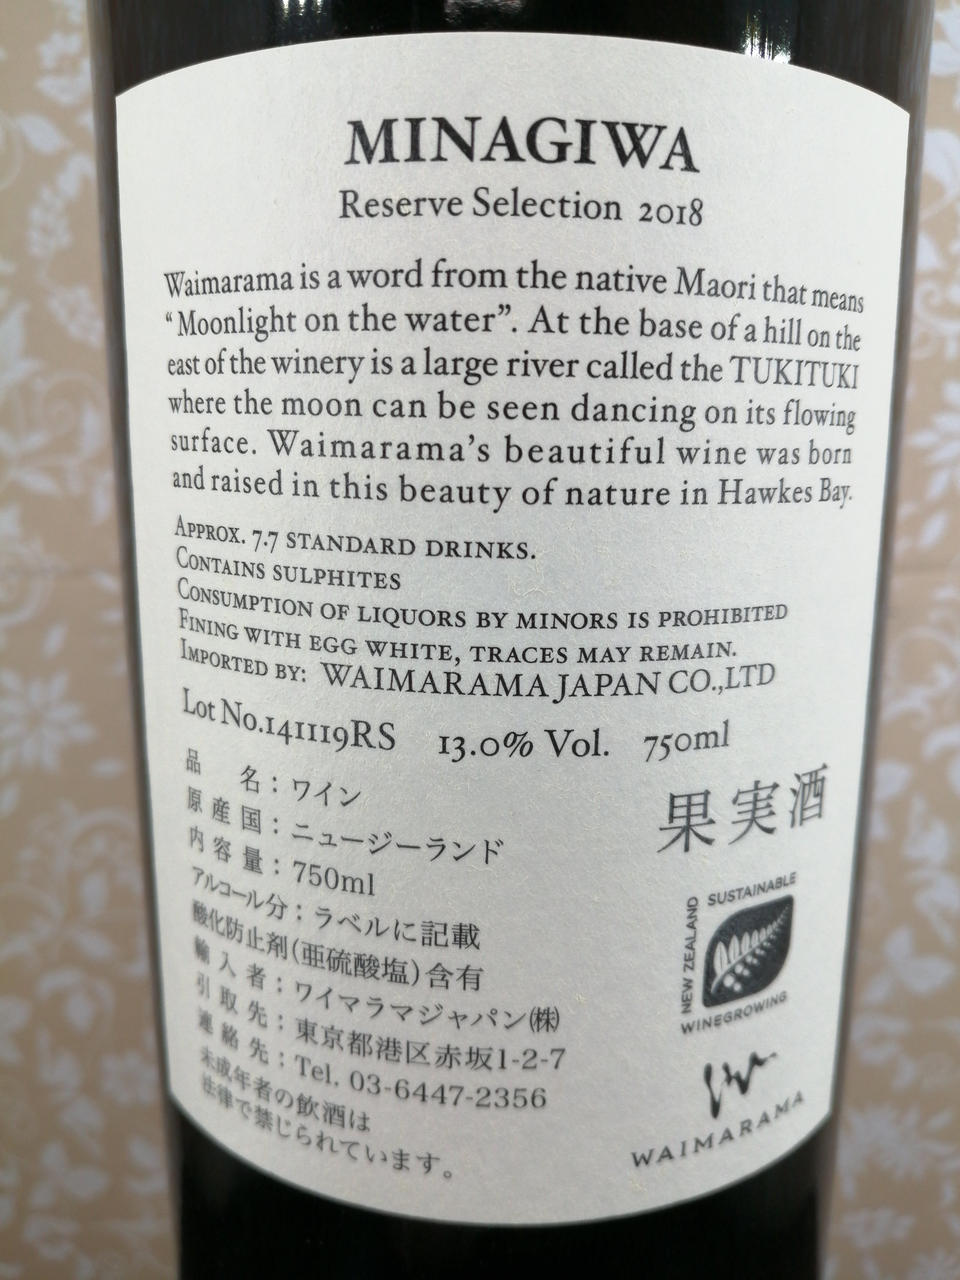 MINAGIWA
Reserve Selection 2018
Waimarama is a word from the native Maori that means
“Moonlight on the water”. At the base of a hill on the
east of the winery is a large river called the TUKITUKI
where the moon can be seen dancing on its flowing
surface. Waimarama’s beautiful wine was born
and raised in this beauty of nature in Hawkes Bay.
APPROX. 7.7 STANDARD DRINKS.
CONTAINS SULPHITES
CONSUMPTION OF LIQUORS BY MINORS IS PROHIBITED
FINING WITH EGG WHITE, TRACES MAY REMAIN.
IMPORTED BY: WAIMARAMA JAPAN CO.,LTD
Lot No.141119RS 13.0% Vol. 750ml
品名：ワイン
原産国：ニュージーランド
内容量：750ml
アルコール分：ラベルに記載
酸化防止剤(亜硫酸塩)含有
輸入者：ワイマラマジャパン㈱
引取先：東京都港区赤坂1-2-7
連絡先：Tel. 03-6447-2356
未成年者の飲酒は
法律で禁じられています。
果実酒
NEW ZEALAND
SUSTAINABLE
WINEGROWING
WAIMARAMA